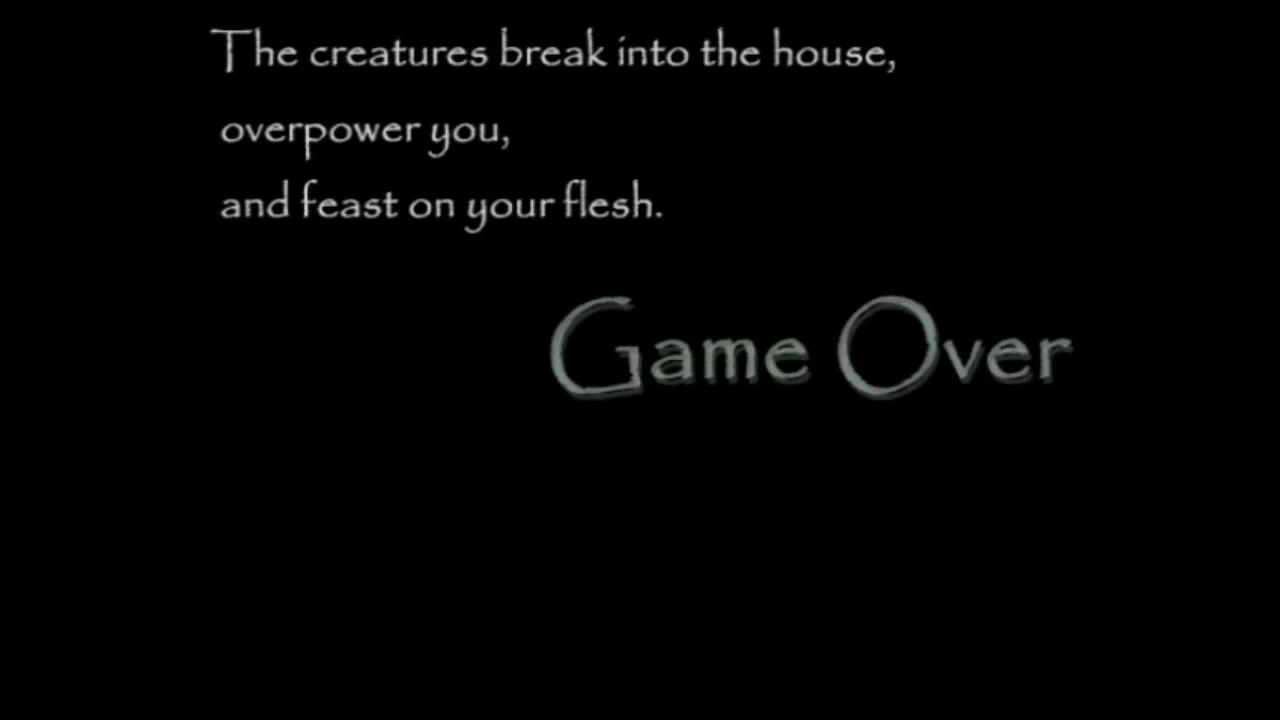 The creatures break into the house,
overpower you,
and feast on your flesh.
Game Over